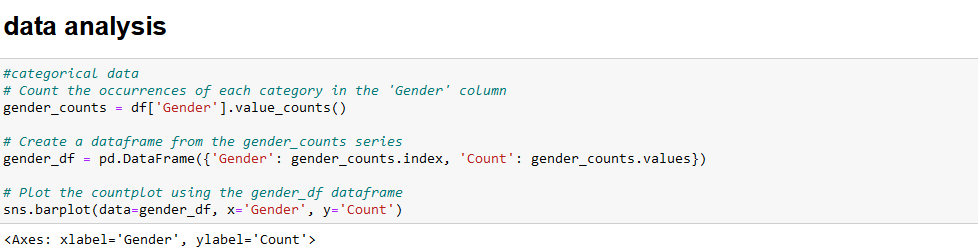 data analysis
#categorical data
# Count the occurrences of each category in the 'Gender' column
gender_counts = df['Gender'].value_counts()
# Create a dataframe from the gender_counts series
gender_df = pd.DataFrame({'Gender': gender_counts.index, 'Count': gender_counts.values})
# Plot the countplot using the gender_df dataframe
sns.barplot(data=gender_df, x='Gender', y='Count')
<Axes: xlabel='Gender', ylabel='Count'>